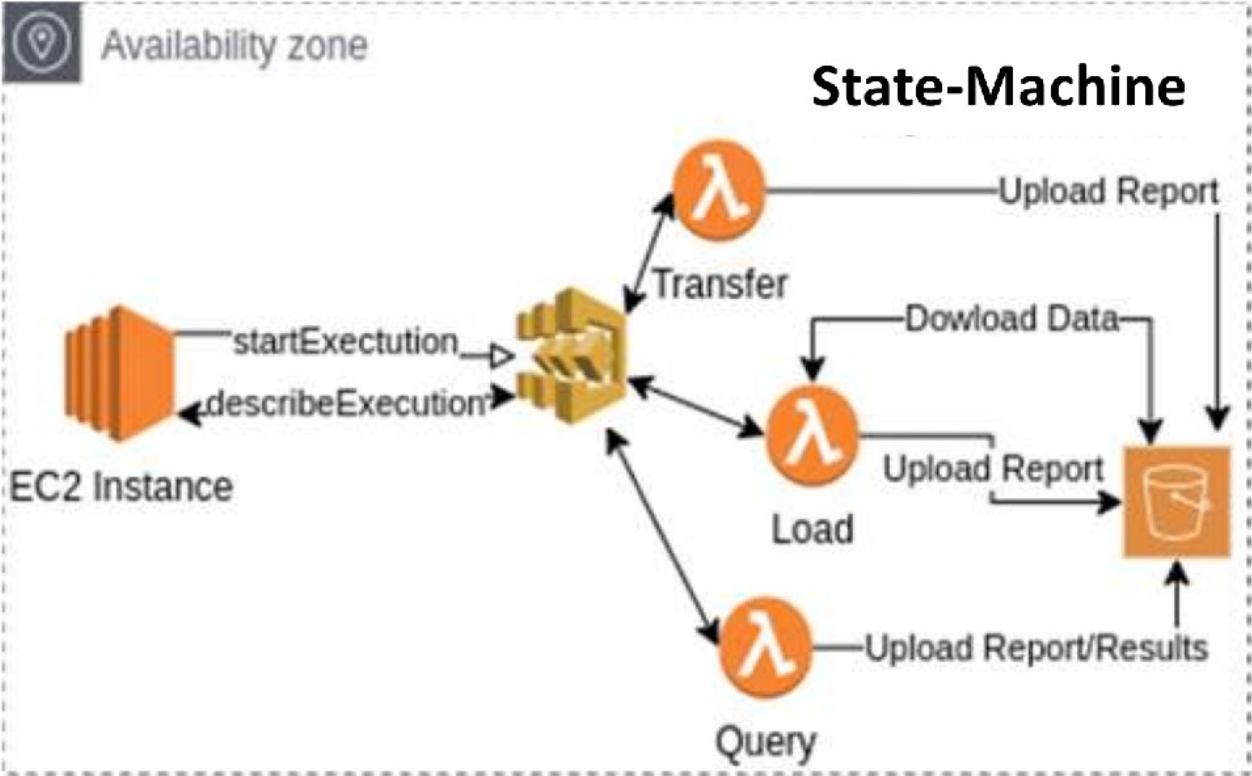 Availability zone
State-Machine
λ
Upload Report
Transfer
startExectution
Dowload Data
describeExecution
λ
Upload Report
EC2 Instance
Load
λ
Upload Report/Results
Query